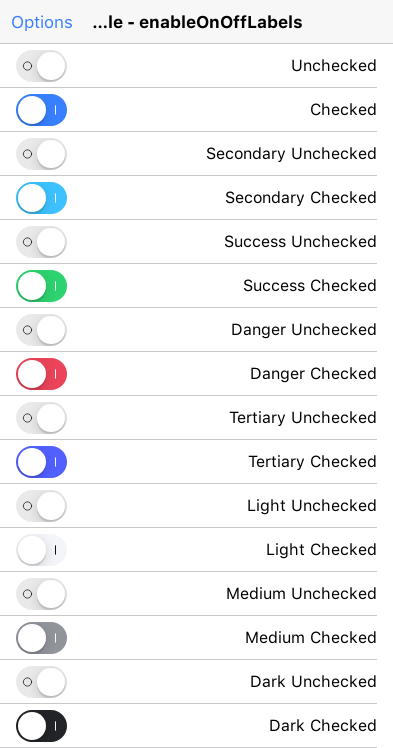 Options ...le - enableOnOffLabels
Unchecked
Checked
Secondary Unchecked
Secondary Checked
Success Unchecked
Success Checked
Danger Unchecked
Danger Checked
Tertiary Unchecked
Tertiary Checked
Light Unchecked
Light Checked
Medium Unchecked
Medium Checked
Dark Unchecked
Dark Checked